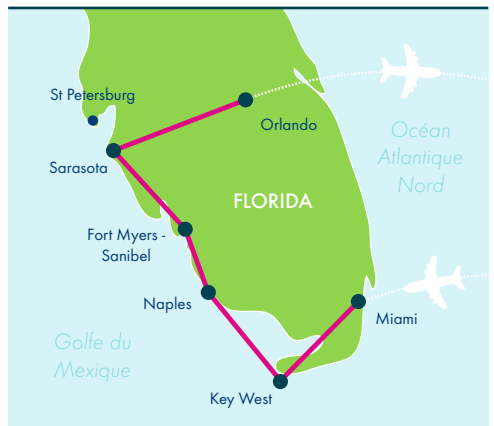 St Petersburg
Orlando
Océan
Atlantique
Nord
Sarasota
FLORIDA
Fort Myers -
Sanibel
Naples
Miami
Golfe du
Mexique
Key West